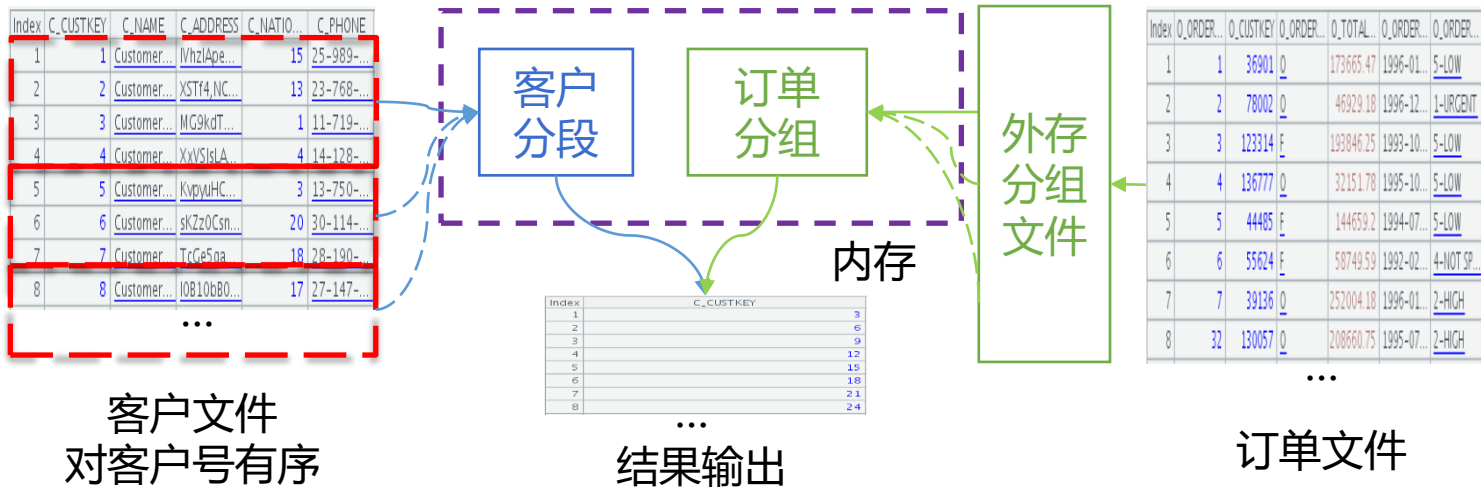 Index C_CUSTKEY C_NAME C_ADDRESS C_NATIO... C_PHONE
1 1 Customer... IVhzIApe... 15 25-989-...
2 2 Customer... XSTf4,NC... 13 23-768-...
3 3 Customer... MG9kdT... 1 11-719-...
4 4 Customer... XxVSJsLA... 4 14-128-...
5 5 Customer... KvpyuHC... 3 13-750-...
6 6 Customer... sKZz0Csn... 20 30-114-...
7 7 Customer... TcGe5ga... 18 28-190-...
8 8 Customer... I0B10bB0... 17 27-147-...
...
客户文件
对客户号有序
客户
分段
订单
分组
内存
Index C_CUSTKEY
1 3
2 6
3 9
4 12
5 15
6 18
7 21
8 24
...
结果输出
外存
分组
文件
Index O_ORDER... O_CUSTKEY O_ORDER... O_TOTAL... O_ORDER... O_ORDER...
1 1 36901 O 173665.47 1996-01... 5-LOW
2 2 78002 O 46929.18 1996-12... 1-URGENT
3 3 123314 F 193846.25 1993-10... 5-LOW
4 4 136777 O 32151.78 1995-10... 5-LOW
5 5 44485 F 144659.2 1994-07... 5-LOW
6 6 55624 F 58749.59 1992-02... 4-NOT SP...
7 7 39136 O 252004.18 1996-01... 2-HIGH
8 32 130057 O 208660.75 1995-07... 2-HIGH
...
订单文件